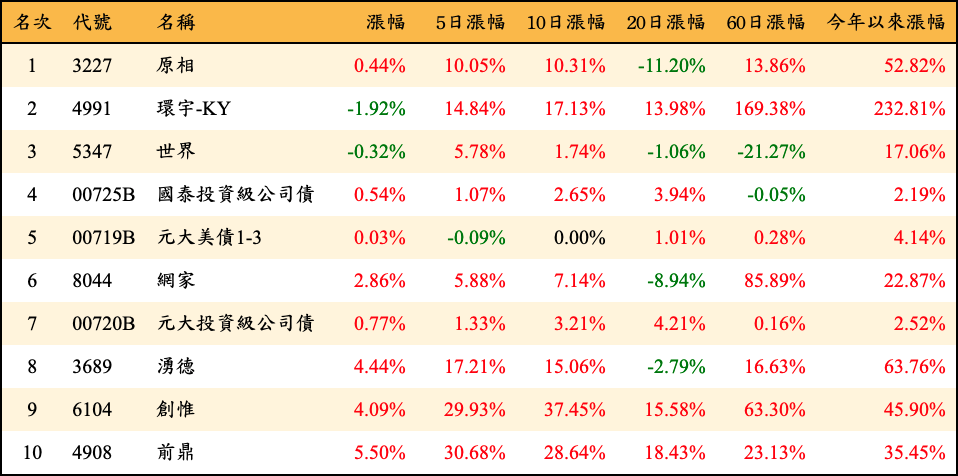 名次 代號 名稱 漲幅 5日漲幅 10日漲幅 20日漲幅 60日漲幅 今年以來漲幅
1 3227 原相 0.44% 10.05% 10.31% -11.20% 13.86% 52.82%
2 4991 環宇-KY -1.92% 14.84% 17.13% 13.98% 169.38% 232.81%
3 5347 世界 -0.32% 5.78% 1.74% -1.06% -21.27% 17.06%
4 00725B 國泰投資級公司債 0.54% 1.07% 2.65% 3.94% -0.05% 2.19%
5 00719B 元大美債1-3 0.03% -0.09% 0.00% 1.01% 0.28% 4.14%
6 8044 網家 2.86% 5.88% 7.14% -8.94% 85.89% 22.87%
7 00720B 元大投資級公司債 0.77% 1.33% 3.21% 4.21% 0.16% 2.52%
8 3689 湧德 4.44% 17.21% 15.06% -2.79% 16.63% 63.76%
9 6104 創惟 4.09% 29.93% 37.45% 15.58% 63.30% 45.90%
10 4908 前鼎 5.50% 30.68% 28.64% 18.43% 23.13% 35.45%